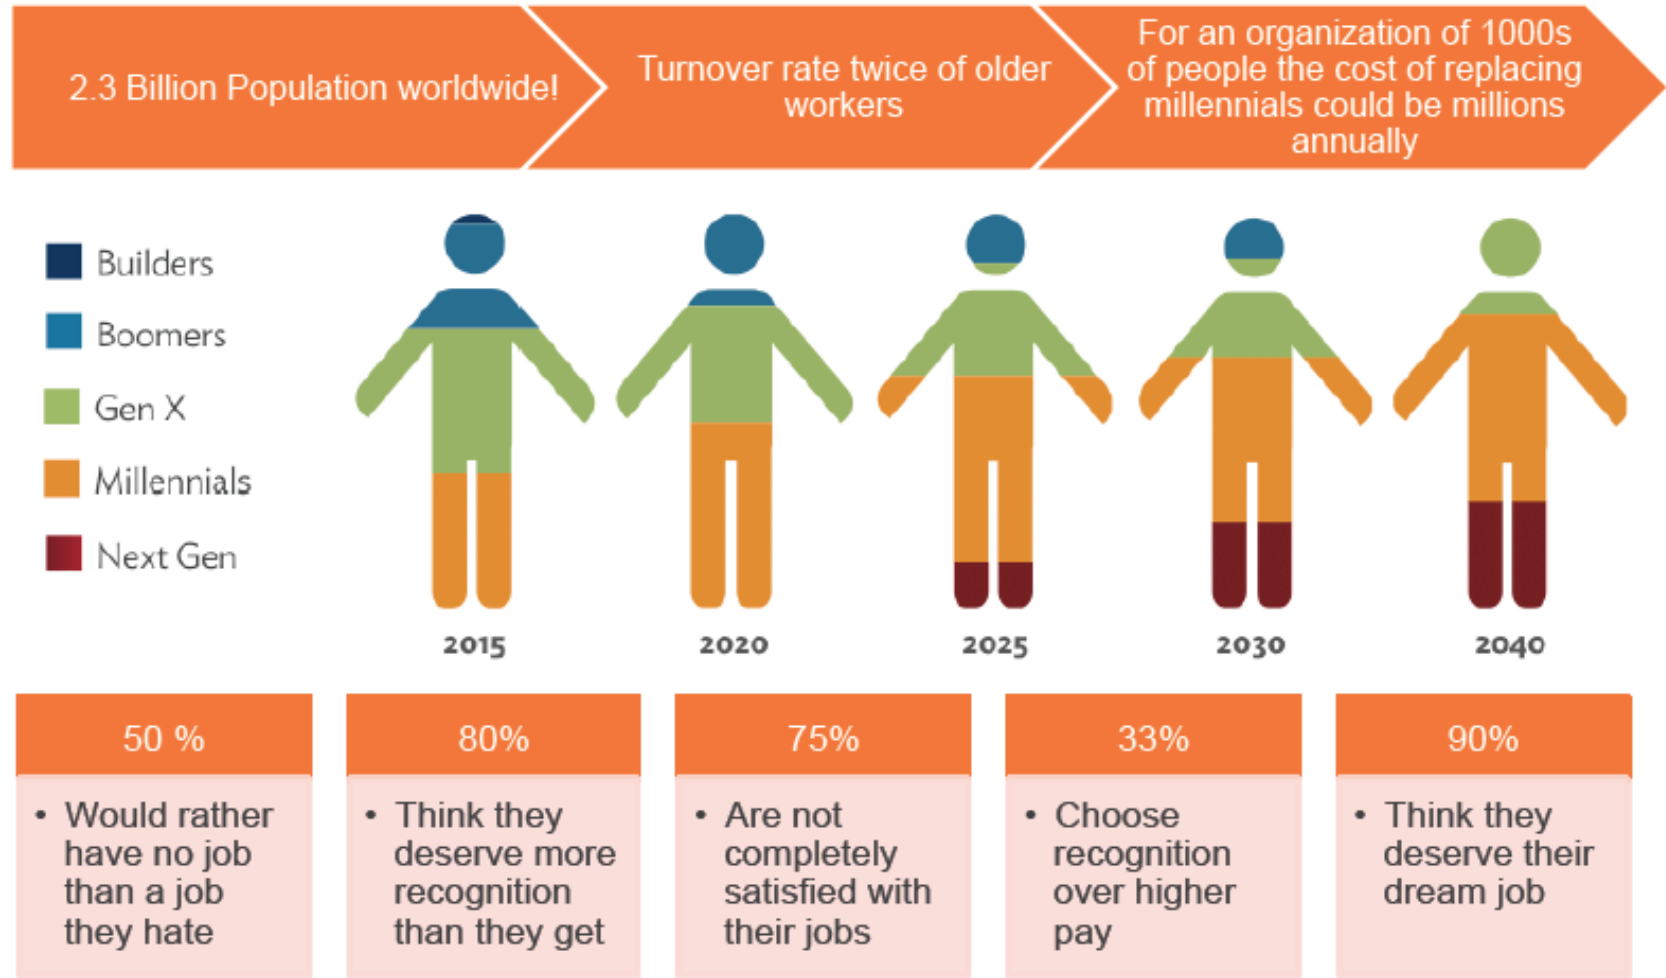 2.3 Billion Population worldwide!
Turnover rate twice of older
workers
For an organization of 1000s
of people the cost of replacing
millennials could be millions
annually
Builders
Boomers
Gen X
Millennials
Next Gen
2015
2020
2025
2030
2040
50 %
• Would rather
have no job
than a job
they hate
80%
• Think they
deserve more
recognition
than they get
75%
• Are not
completely
satisfied with
their jobs
33%
• Choose
recognition
over higher
pay
90%
• Think they
deserve their
dream job